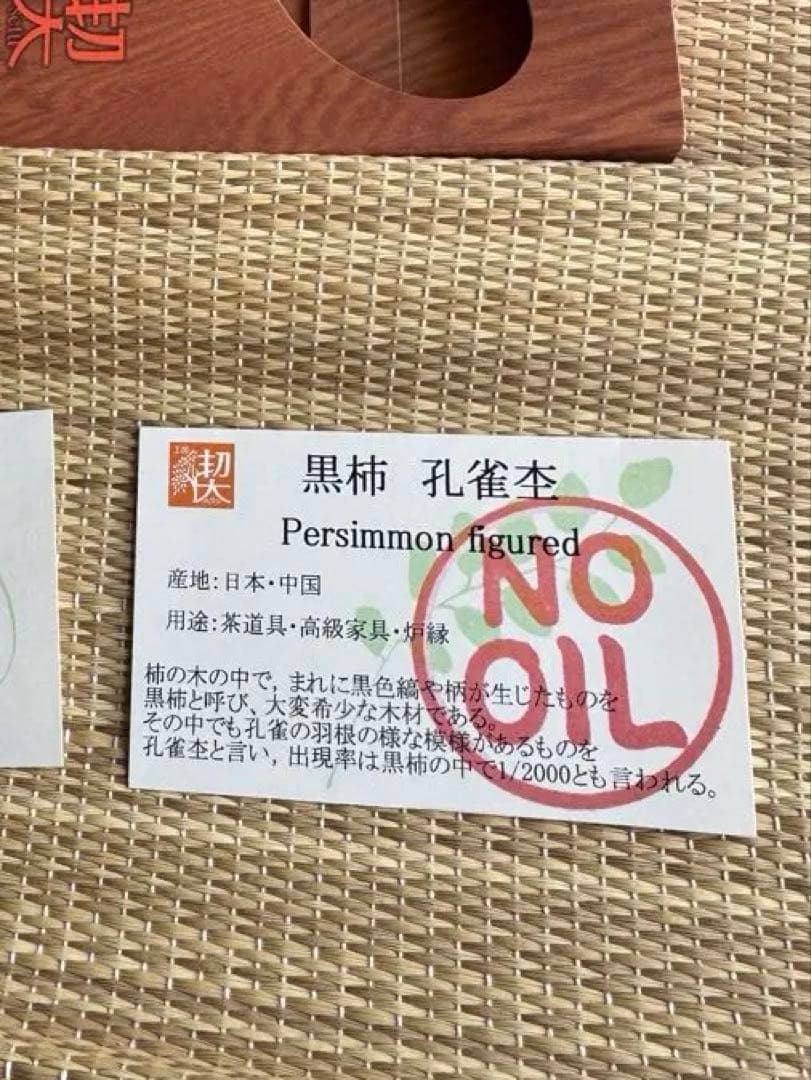 契
工房
契
黒柿 孔雀杢
Persimmon figured
産地：日本・中国
用途：茶道具・高級家具・炉縁
NO
OIL
柿の木の中で，まれに黒色縞や柄が生じたものを
黒柿と呼び、大変希少な木材である。
その中でも孔雀の羽根の様な模様があるものを
孔雀杢と言い，出現率は黒柿の中で1/2000とも言われる。